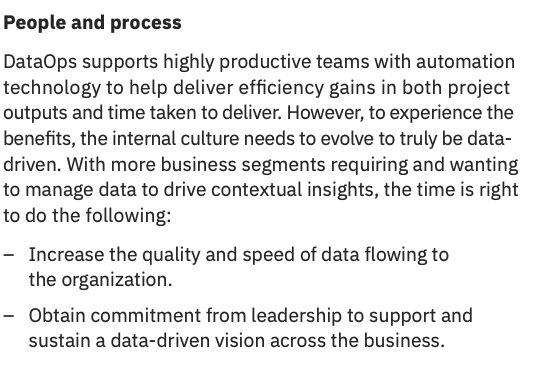 People and process
DataOps supports highly productive teams with automation
technology to help deliver efficiency gains in both project
outputs and time taken to deliver. However, to experience the
benefits, the internal culture needs to evolve to truly be data-
driven. With more business segments requiring and wanting
to manage data to drive contextual insights, the time is right
to do the following:
– Increase the quality and speed of data flowing to
the organization.
– Obtain commitment from leadership to support and
sustain a data-driven vision across the business.